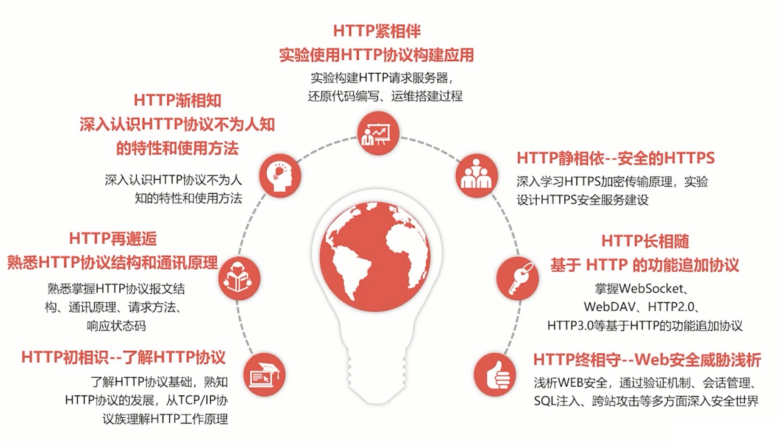 HTTP紧相伴
实验使用HTTP协议构建应用
实验构建HTTP请求服务器，
还原代码编写、运维搭建过程
HTTP渐相知
深入认识HTTP协议不为人知
的特性和使用方法
深入认识HTTP协议不为人
知的特性和使用方法
HTTP静相依--安全的HTTPS
深入学习HTTPS加密传输原理，实验
设计HTTPS安全服务建设
HTTP再邂逅
熟悉HTTP协议结构和通讯原理
熟悉掌握HTTP协议报文结
构、通讯原理、请求方法、
响应状态码
HTTP长相随
基于 HTTP 的功能追加协议
掌握WebSocket、
WebDAV、HTTP2.0、
HTTP3.0等基于HTTP的功能追加协议
HTTP初相识--了解HTTP协议
了解HTTP协议基础，熟知
HTTP协议的发展，从TCP/IP协
议族理解HTTP工作原理
HTTP终相守--Web安全威胁浅析
浅析WEB安全，通过验证机制、会话管理、
SQL注入、跨站攻击等多方面深入安全世界